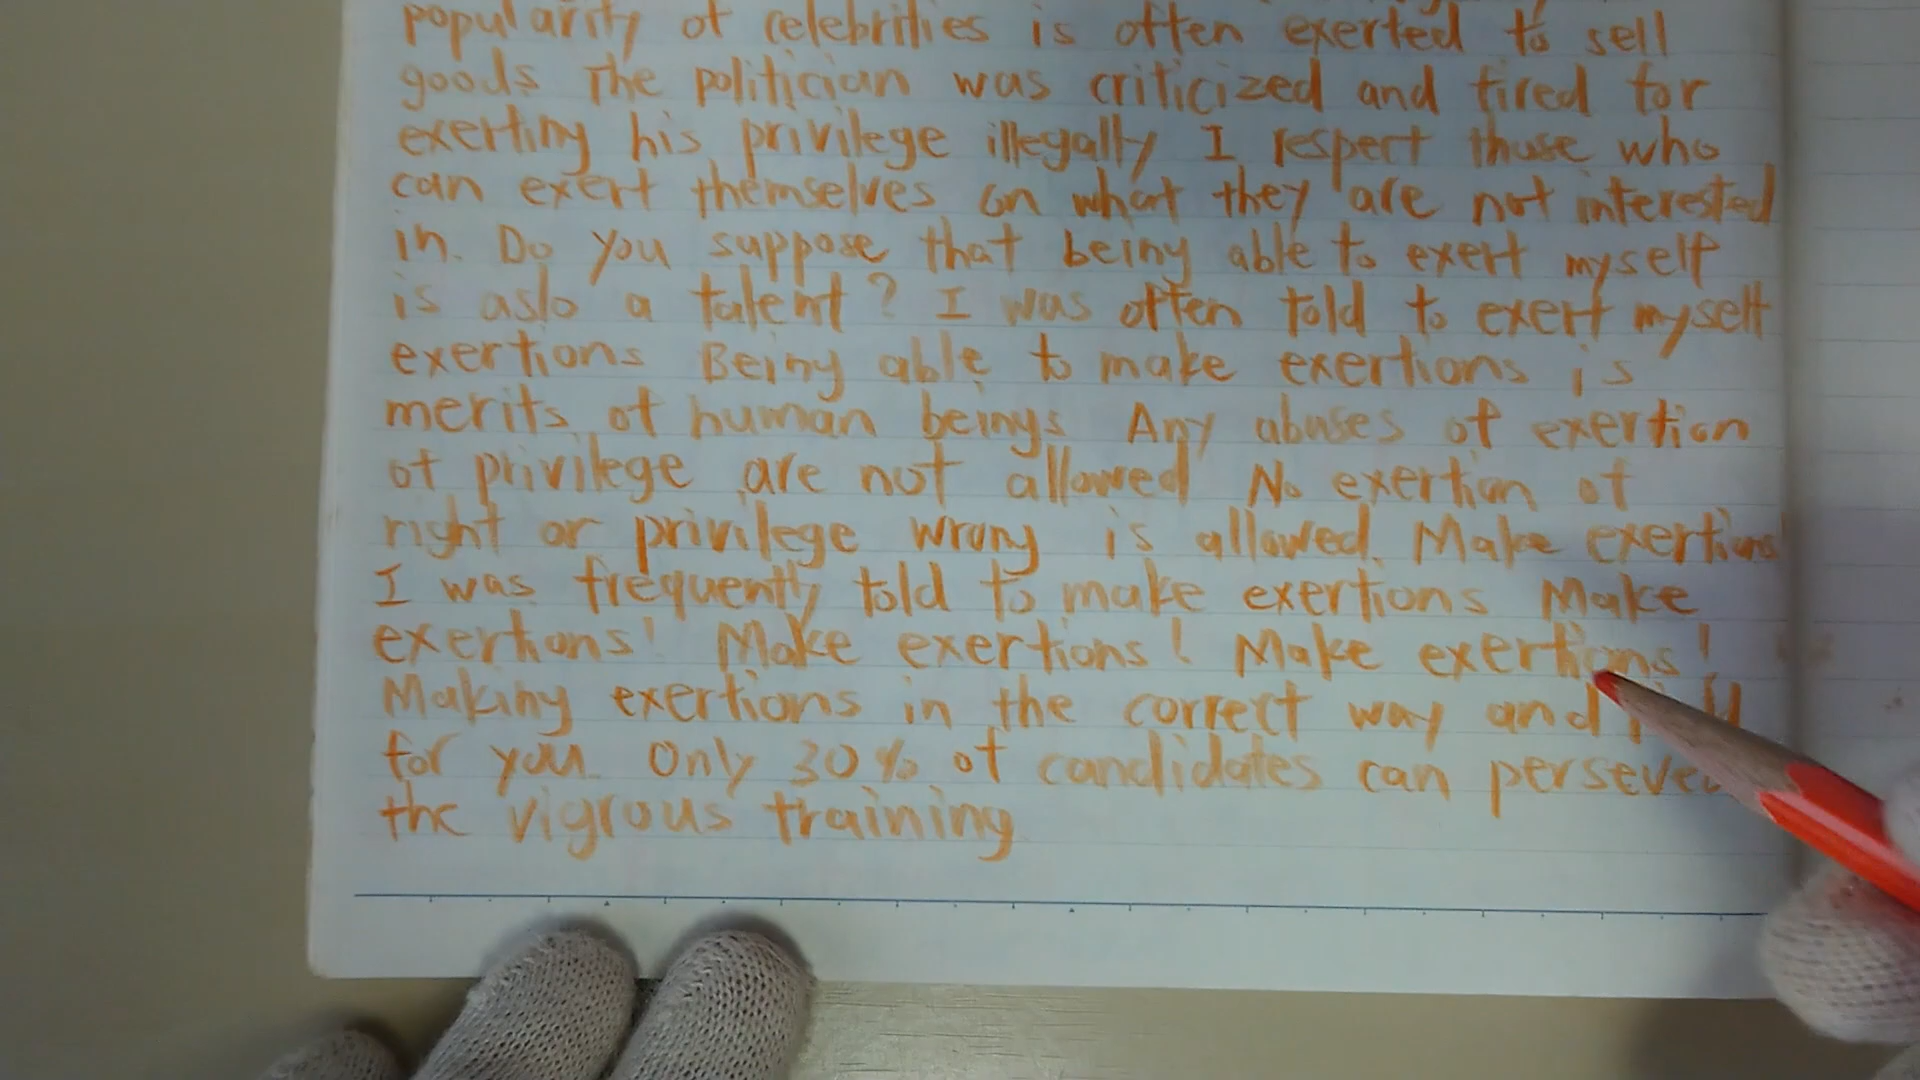 popularity of celebrities is often exerted to sell
goods The politician was criticized and fired for
exerting his privilege illegally I respect those who
can exert themselves on what they are not interested
in. Do you suppose that being able to exert myself
is aslo a talent? I was often told to exert myself
exertions Being able to make exertions is
merits of human beings Any abuses of exertion
of privilege are not allowed No exertion of
right or privilege wrong is allowed. Make exertions
I was frequently told to make exertions Make
exertions! Make exertions! Make exertions!
Making exertions in the correct way and
for you Only 30% of candidates can
the vigrous training